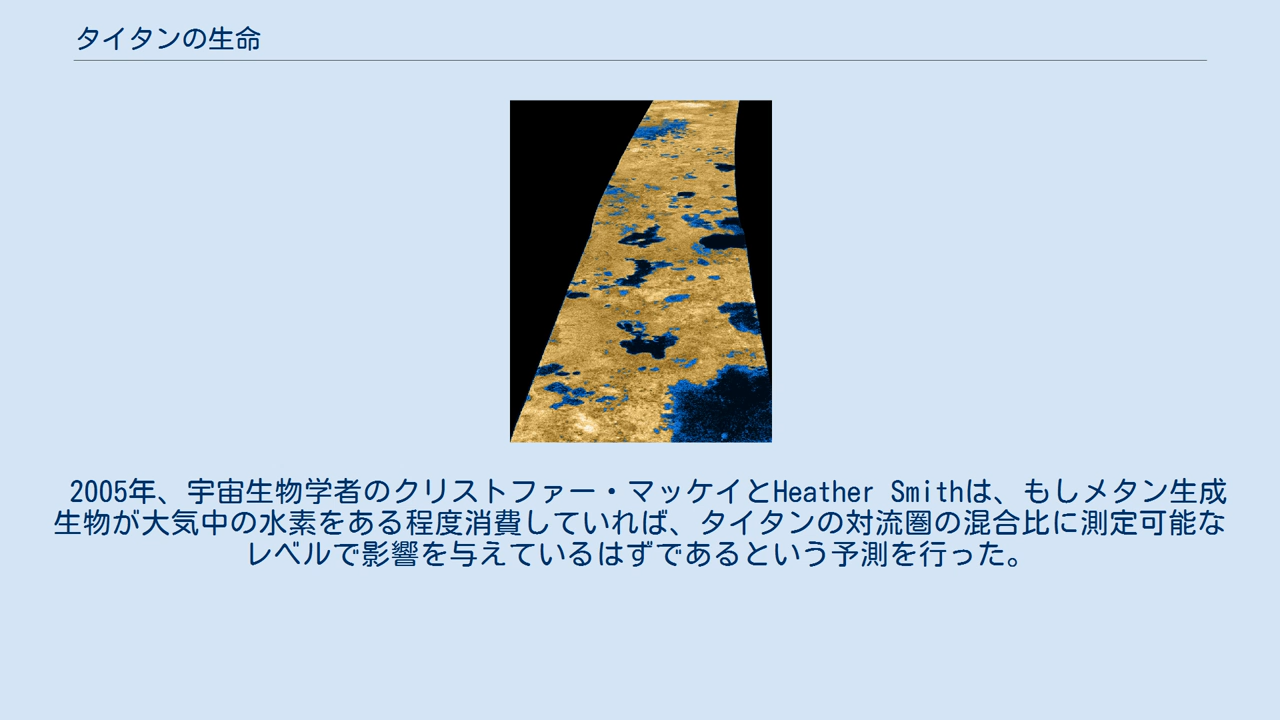 タイタンの生命
2005年、宇宙生物学者のクリストファー・マッケイとHeather Smithは、もしメタン生成
生物が大気中の水素をある程度消費していれば、タイタンの対流圏の混合比に測定可能な
レベルで影響を与えているはずであるという予測を行った。